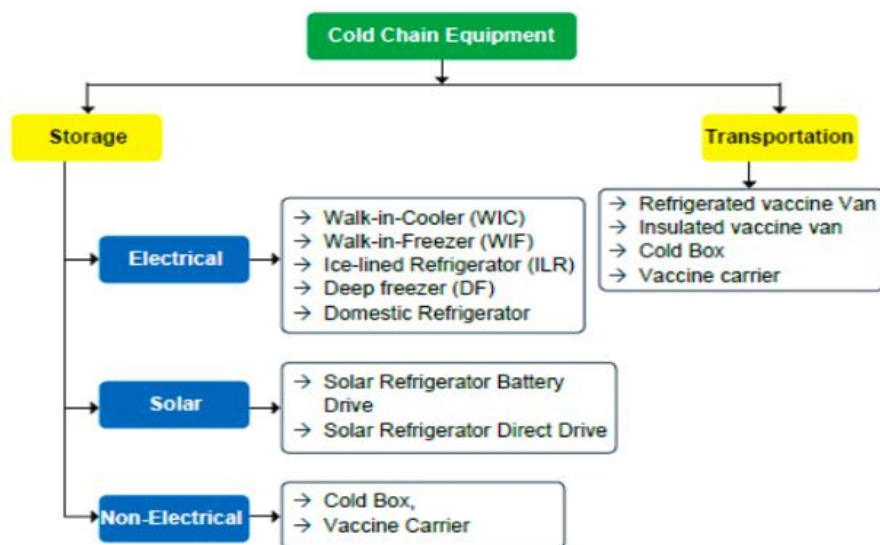 Cold Chain Equipment
Storage
Transportation
Electrical
→ Walk-in-Cooler (WIC)
→ Walk-in-Freezer (WIF)
→ Ice-lined Refrigerator (ILR)
→ Deep freezer (DF)
→ Domestic Refrigerator
→ Refrigerated vaccine Van
→ Insulated vaccine van
→ Cold Box
→ Vaccine carrier
Solar
→ Solar Refrigerator Battery
Drive
→ Solar Refrigerator Direct Drive
Non-Electrical
→ Cold Box,
→ Vaccine Carrier